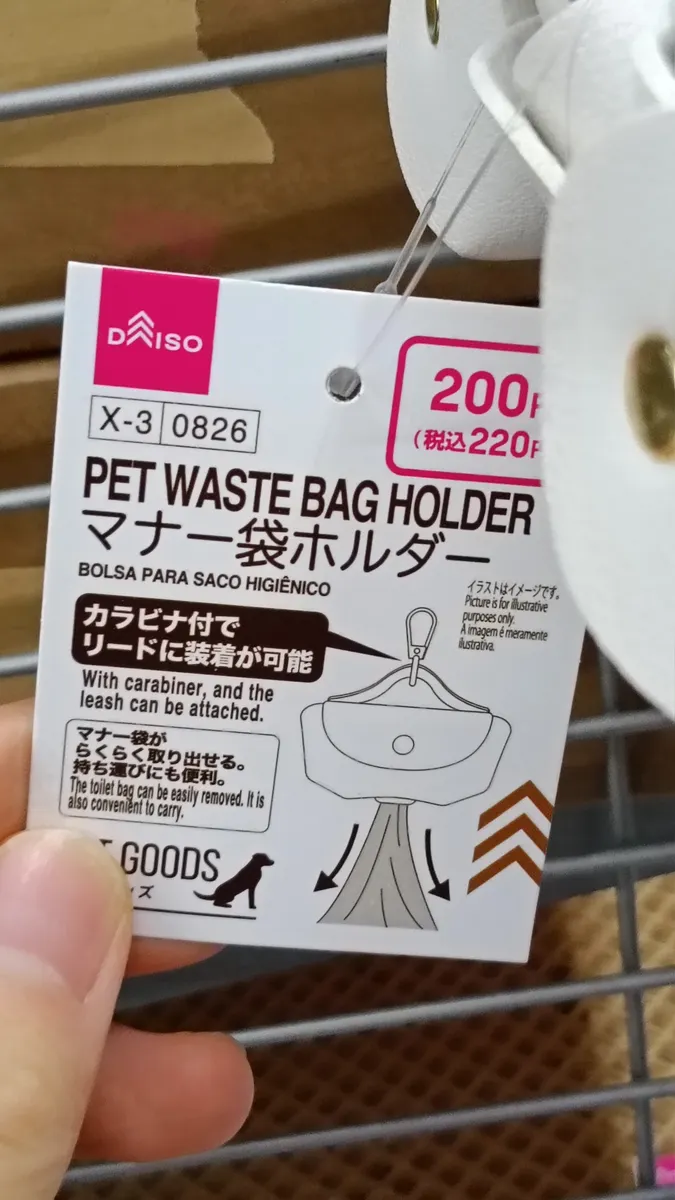 DAISO
X-3 0826
200
(税込220
PET WASTE BAG HOLDER
マナー袋ホルダー
BOLSA PARA SACO HIGIÊNICO
イラストはイメージです。
Picture is for illustrative
purposes only.
A imagem é meramente
ilustrativa.
カラビナ付で
リードに装着が可能
With carabiner, and the
leash can be attached.
マナー袋が
らくらく取り出せる。
持ち運びにも便利。
The toilet bag can be easily removed. It is
also convenient to carry.
GOODS
ズ